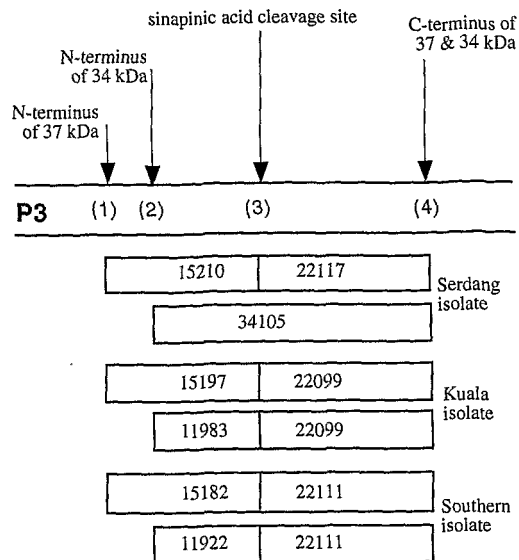 sinapinic acid cleavage site
C-terminus of
37 & 34 kDa
N-terminus
of 34 kDa
N-terminus
of 37 kDa
P3 (1) (2) (3) (4)
15210 22117
Serdang
isolate
34105
15197 22099
Kuala
isolate
11983 22099
15182 22111
Southern
isolate
11922 22111